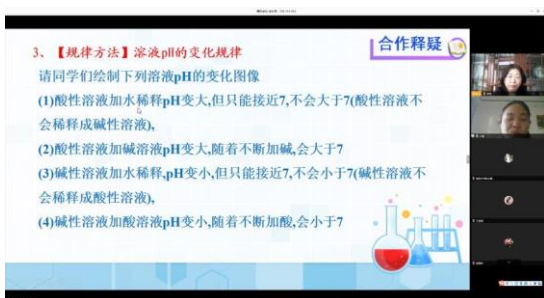 3、【规律方法】溶液pH的变化规律
合作释疑
请同学们绘制下列溶液pH的变化图像
(1)酸性溶液加水稀释pH变大,但只能接近7,不会大于7(酸性溶液不
会稀释成碱性溶液),
(2)酸性溶液加碱溶液pH变大,随着不断加碱,会大于7
(3)碱性溶液加水稀释,pH变小,但只能接近7,不会小于7(碱性溶液不
会稀释成酸性溶液),
(4)碱性溶液加酸溶液pH变小,随着不断加酸,会小于7